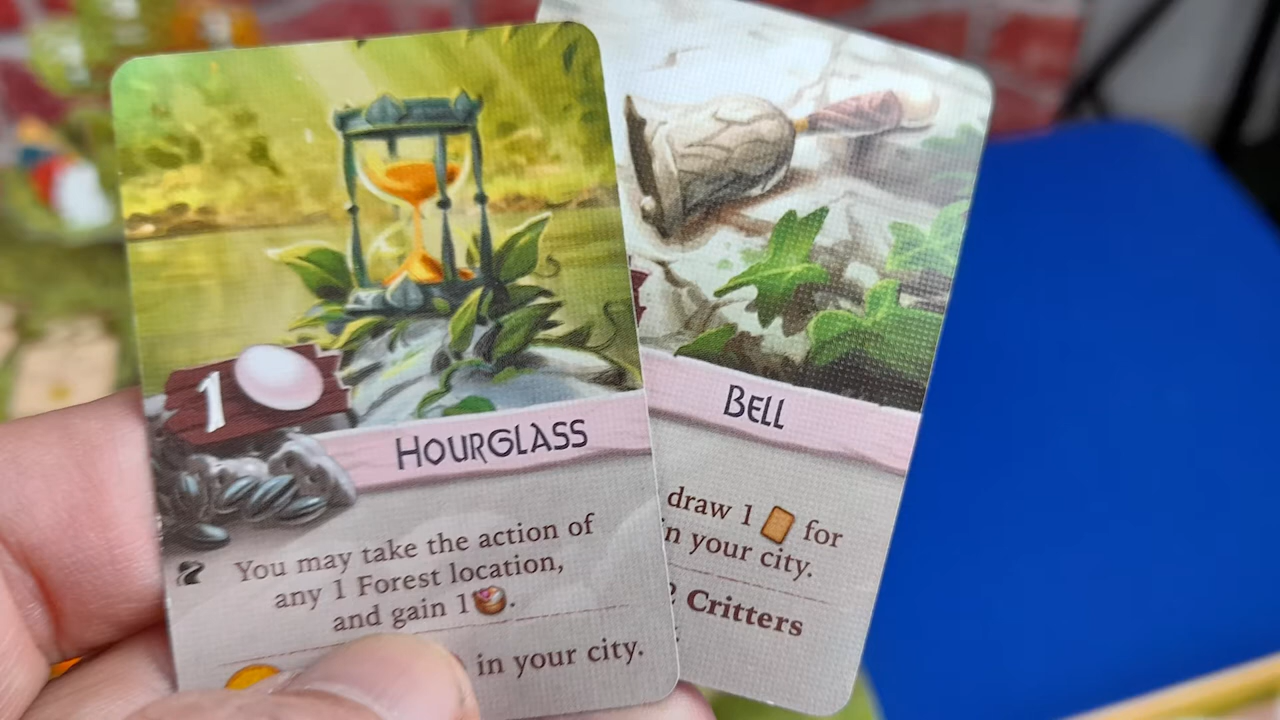 1
HOURGLASS
You may take the action of
any 1 Forest location,
and gain 1.
in your city.
BELL
draw 1 for
in your city.
Critters